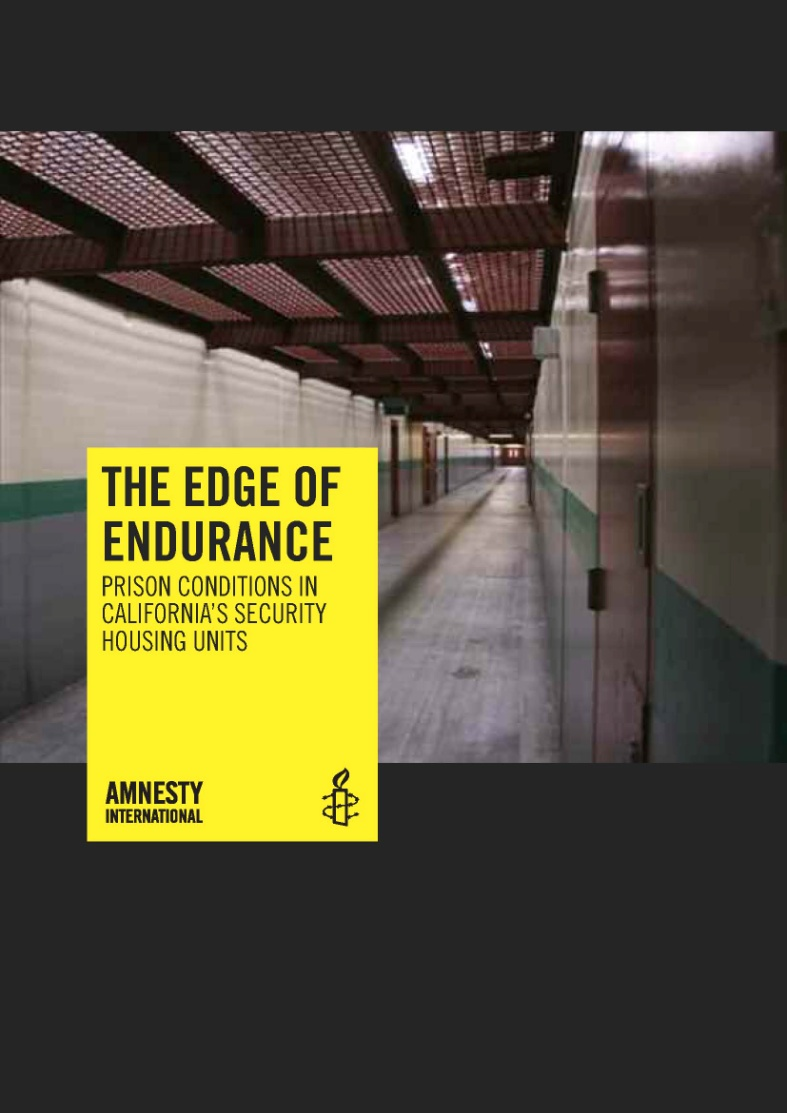 THE EDGE OF
ENDURANCE
PRISON CONDITIONS IN
CALIFORNIA'S SECURITY
HOUSING UNITS
AMNESTY
INTERNATIONAL